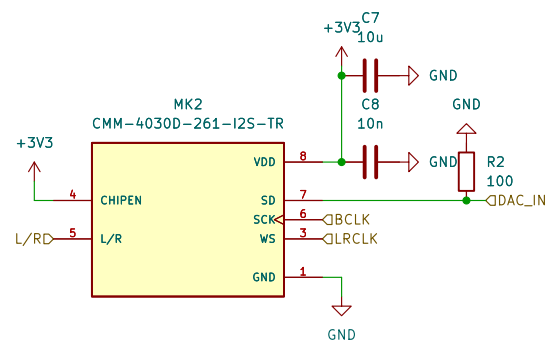 C7
+3V3
10u
GND
C8
GND
MK2
10n
CMM-4030D-261-I2S-TR
+3V3
8
VDD
GND
R2
100
4
CHIPEN
7
SD
DAC_IN
6
SCK
BCLK
L/R
5
L/R
3
WS
LRCLK
1
GND
GND